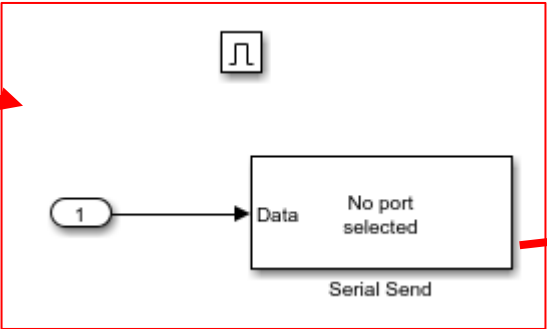 1
Data
No port
selected
Serial Send